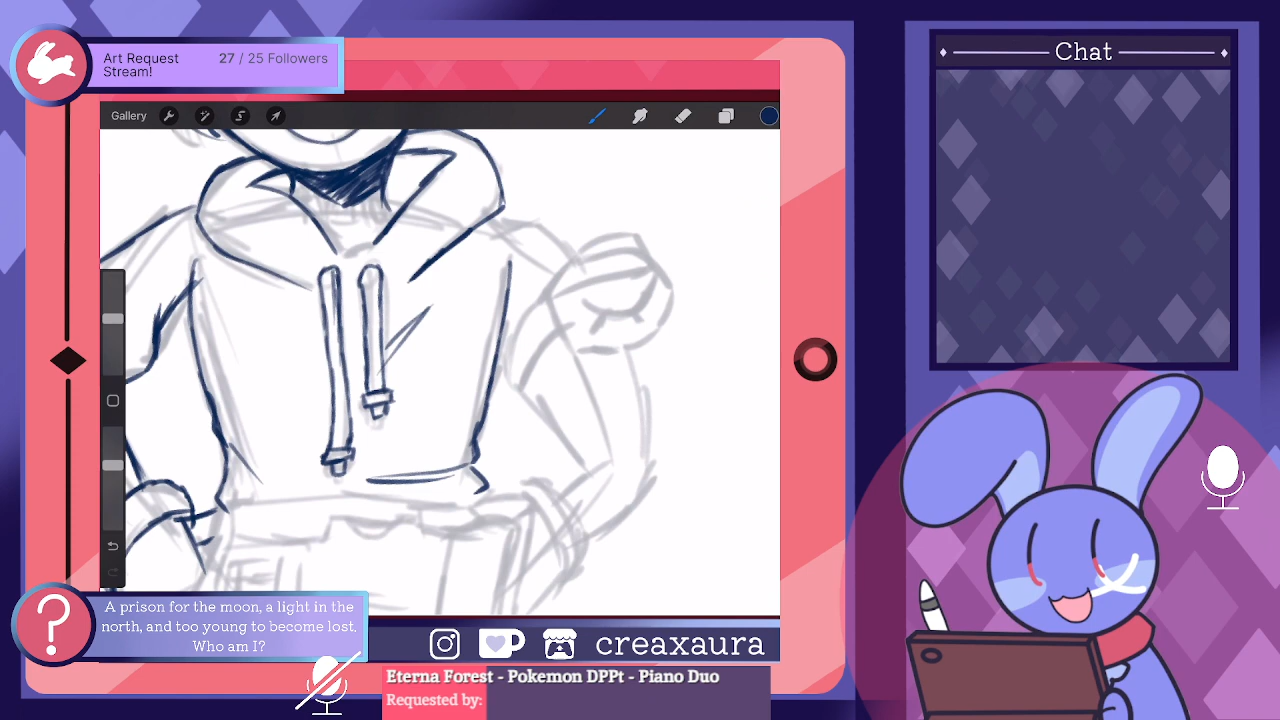 Art Request
Stream!
27 / 25 Followers
Chat
Gallery
A prison for the moon, a light in the
north, and too young to become lost.
Who am I?
creaxaura
Eterna Forest - Pokemon DPPt - Piano Duo
Requested by: